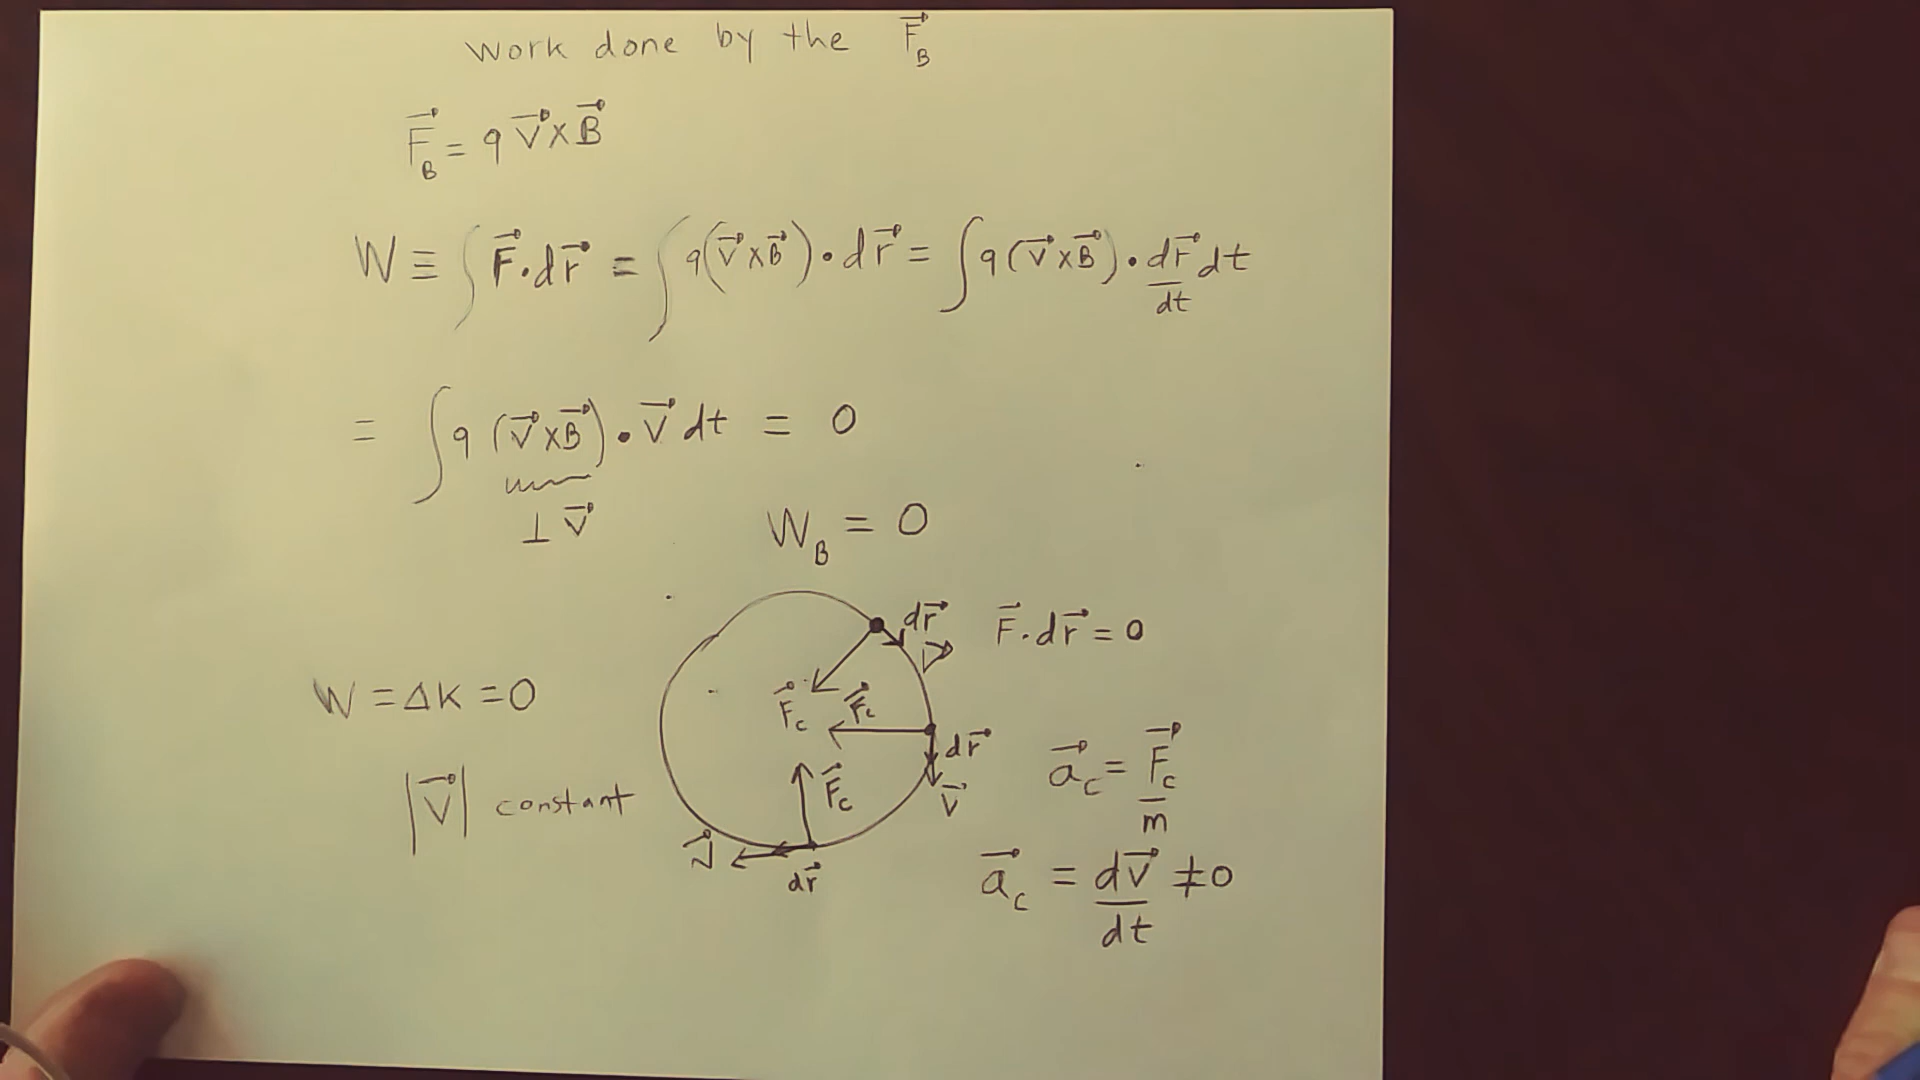 Work done by the F⃗_B
F⃗_B = q v⃗ × B⃗
W ≡ ∫ F⃗ · dr⃗ = ∫ q(v⃗ × B⃗) · dr⃗ = ∫ q(v⃗ × B⃗) · dr⃗/dt dt
= ∫ q (v⃗ × B⃗) · v⃗ dt = 0
⊥ v⃗
W_B = 0
dr⃗
F⃗ · dr⃗ = 0
v⃗
W = ΔK = 0
F⃗_c
F⃗_c
dr⃗
a⃗_c = F⃗_c/m
|v⃗| constant
F⃗_c
v⃗
v⃗
dr⃗
a⃗_c = dv⃗/dt ≠ 0